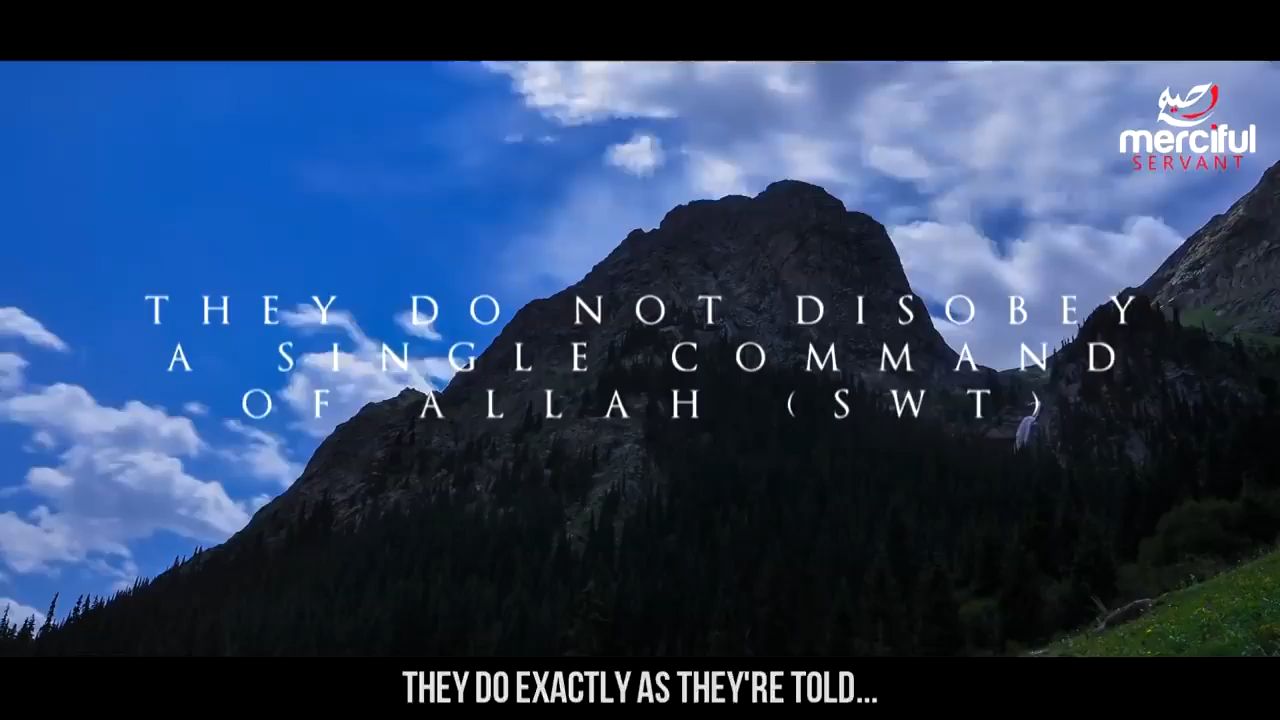 merciful
SERVANT
THEY DO NOT DISOBEY
A SINGLE COMMAND
OF ALLAH (SWT)
THEY DO EXACTLY AS THEY'RE TOLD...